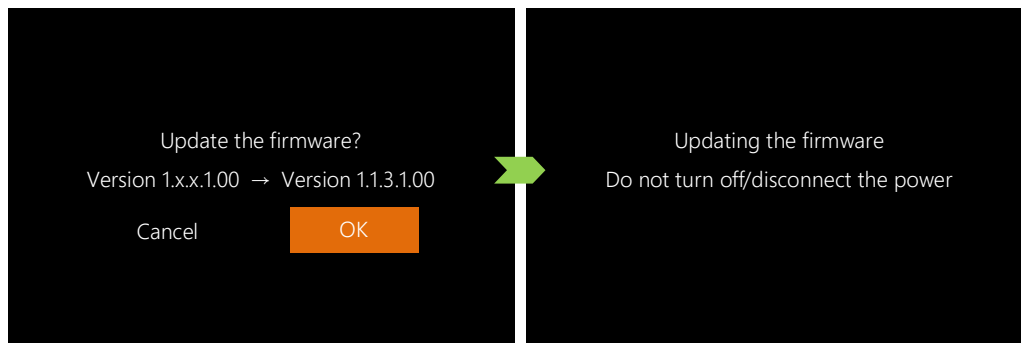 Update the firmware?
Version 1.x.x.1.00 → Version 1.1.3.1.00
Cancel
OK
Updating the firmware
Do not turn off/disconnect the power